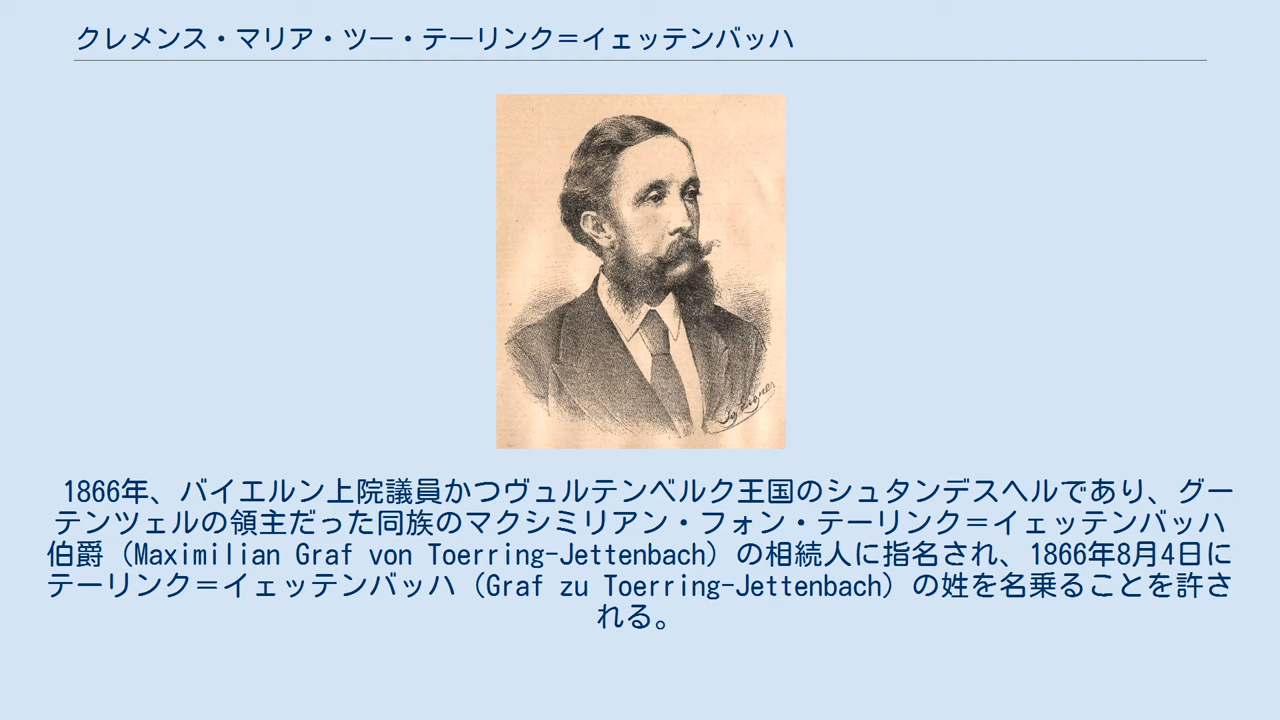 クレメンス・マリア・ツー・テーリンク＝イェッテンバッハ
1866年、バイエルン上院議員かつヴュルテンベルク王国のシュタンデスヘルであり、グー
テンツェルの領主だった同族のマクシミリアン・フォン・テーリンク＝イェッテンバッハ
伯爵（Maximilian Graf von Toerring-Jettenbach）の相続人に指名され、1866年8月4日に
テーリンク＝イェッテンバッハ（Graf zu Toerring-Jettenbach）の姓を名乗ることを許さ
れる。